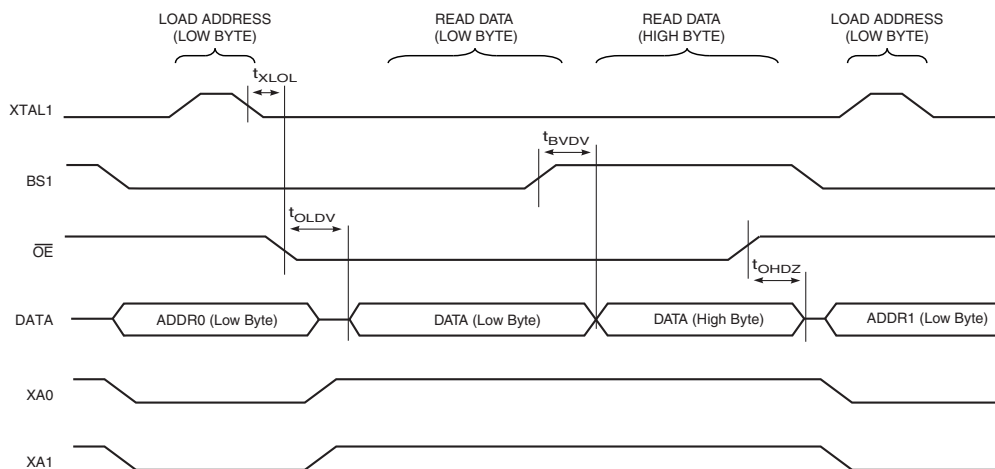 LOAD ADDRESS
(LOW BYTE)
READ DATA
(LOW BYTE)
READ DATA
(HIGH BYTE)
LOAD ADDRESS
(LOW BYTE)
tXLOL
XTAL1
tBVDV
BS1
tOLDV
OE
tOHDZ
DATA
ADDR0 (Low Byte)
DATA (Low Byte)
DATA (High Byte)
ADDR1 (Low Byte)
XA0
XA1